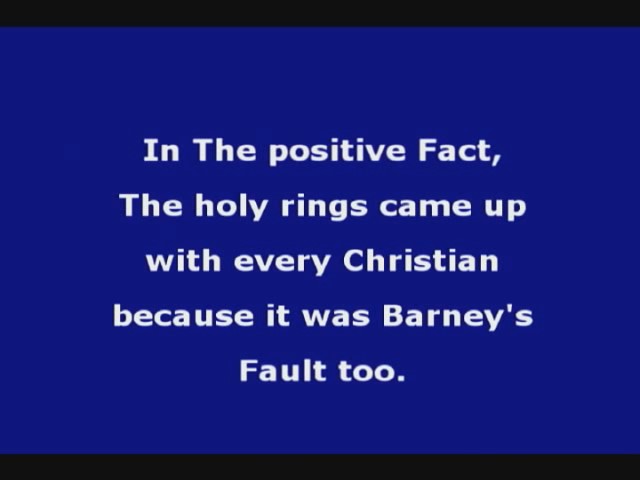 In The positive Fact,
The holy rings came up
with every Christian
because it was Barney's
Fault too.